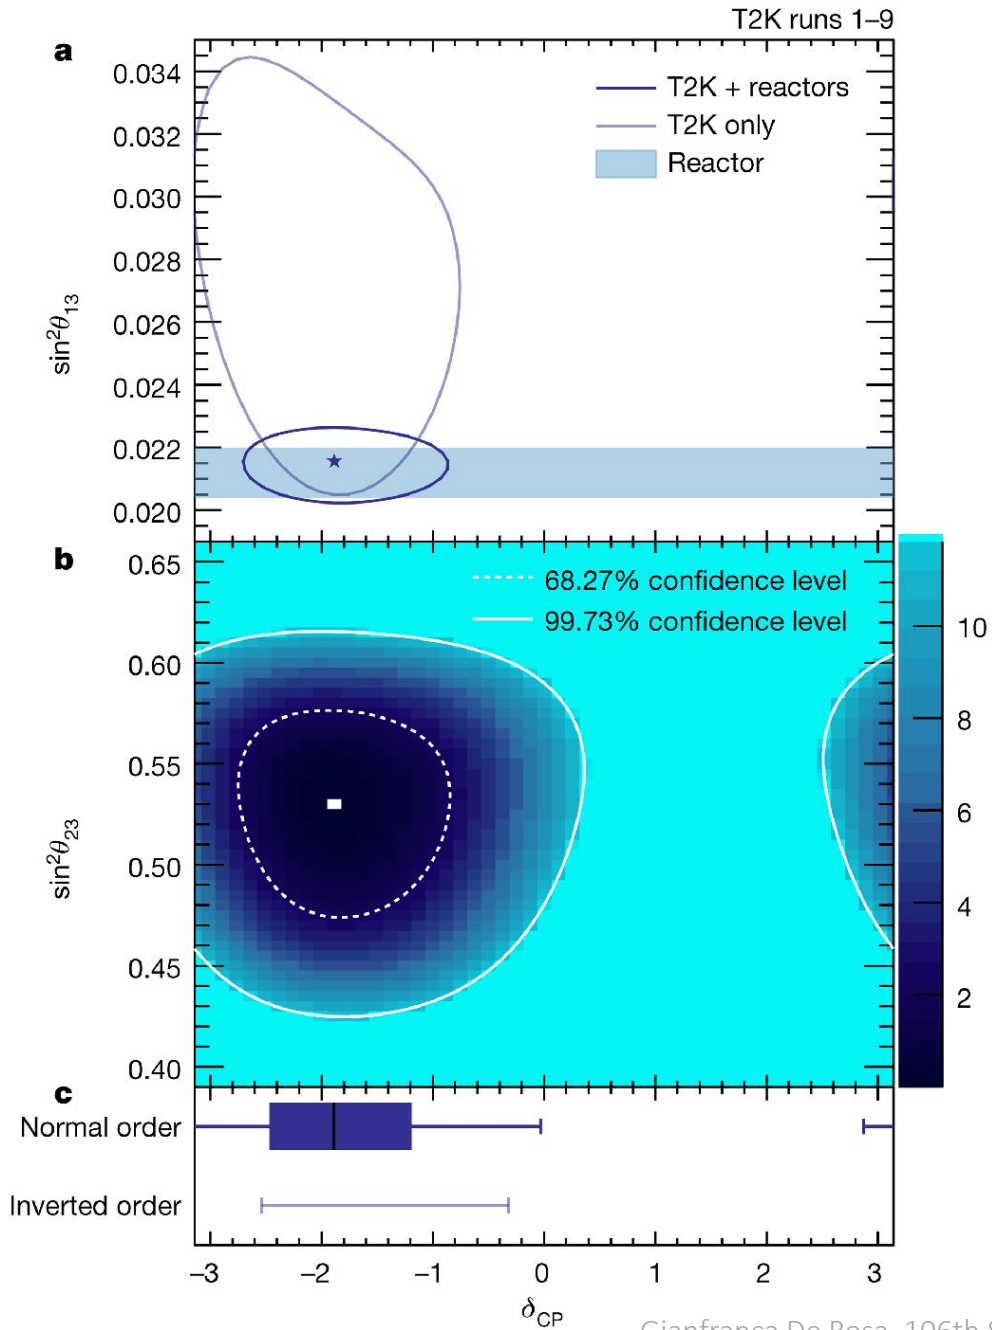 T2K runs 1–9
a
T2K + reactors
T2K only
Reactor
0.034
0.032
0.030
0.028
0.026
0.024
0.022
0.020
sin²θ₁₃
b
68.27% confidence level
99.73% confidence level
0.65
0.60
0.55
0.50
0.45
0.40
sin²θ₂₃
10
8
6
4
2
c
Normal order
Inverted order
–3 –2 –1 0 1 2 3
δCP